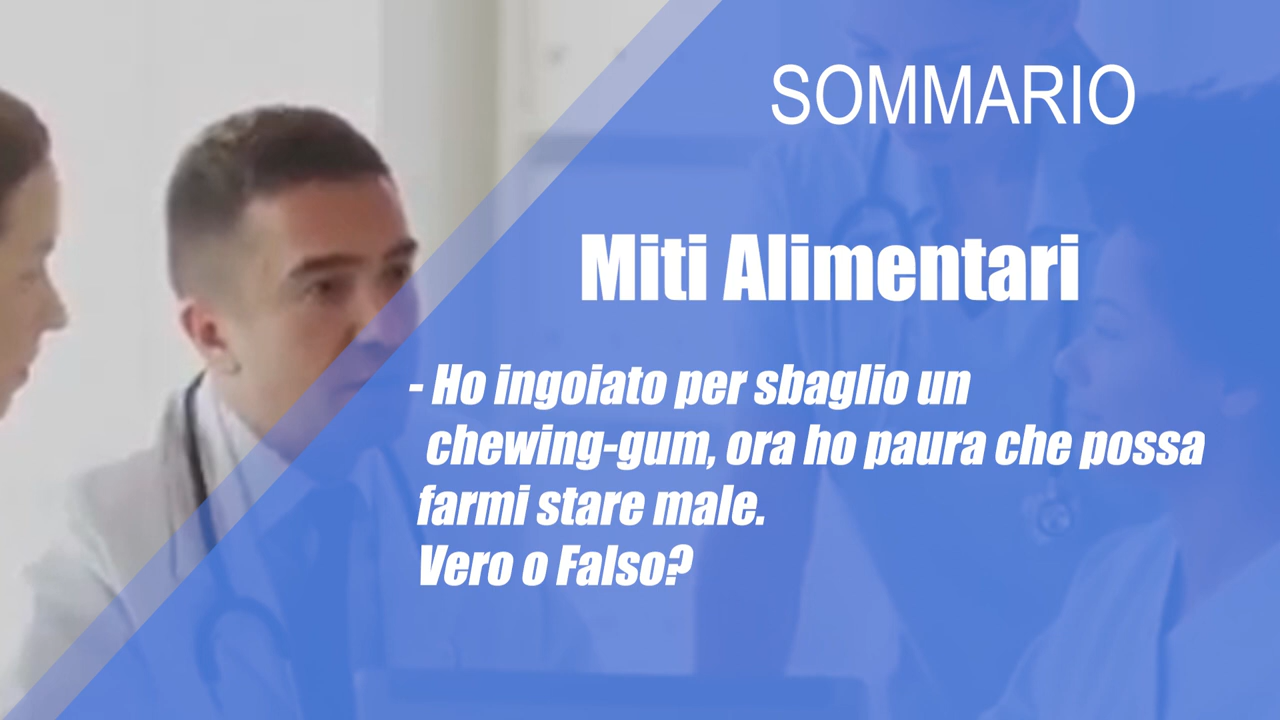 SOMMARIO
Miti Alimentari
- Ho ingoiato per sbaglio un
chewing-gum, ora ho paura che possa
farmi stare male.
Vero o Falso?